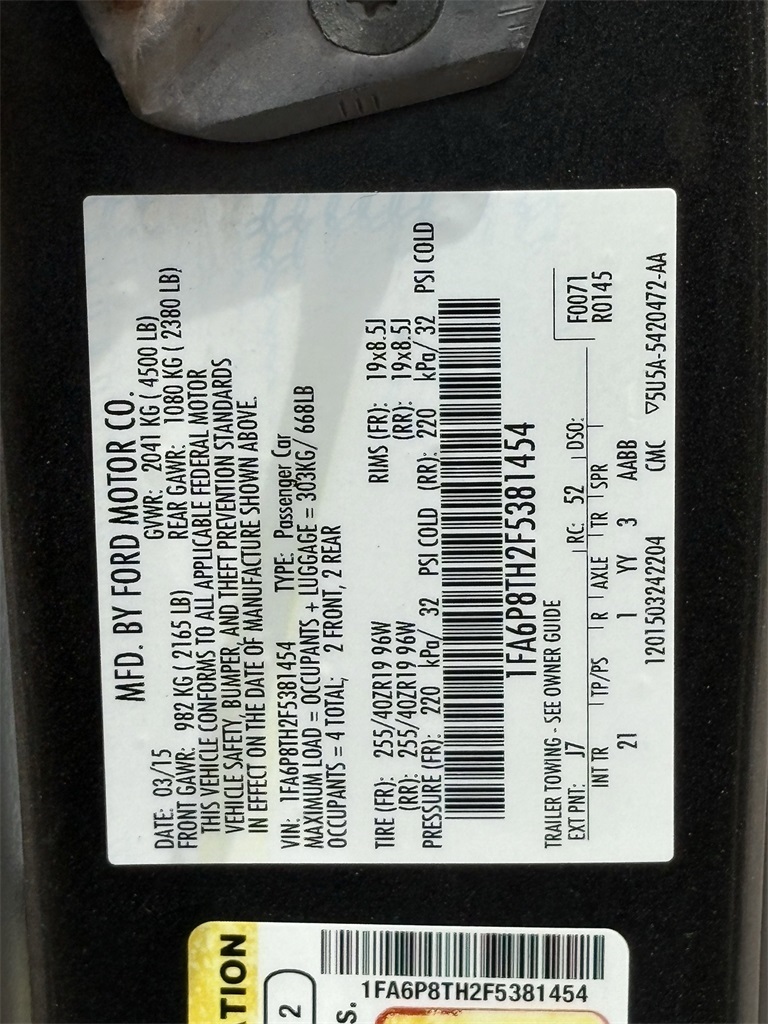 MFD. BY FORD MOTOR CO.
DATE: 03/15 GVWR: 2041 KG ( 4500 LB)
FRONT GAWR: 982 KG ( 2165 LB) REAR GAWR: 1080 KG ( 2380 LB)
THIS VEHICLE CONFORMS TO ALL APPLICABLE FEDERAL MOTOR
VEHICLE SAFETY, BUMPER, AND THEFT PREVENTION STANDARDS
IN EFFECT ON THE DATE OF MANUFACTURE SHOWN ABOVE.
VIN: 1FA6P8TH2F5381454 TYPE: Passenger Car
MAXIMUM LOAD = OCCUPANTS + LUGGAGE = 303KG/ 668LB
OCCUPANTS = 4 TOTAL; 2 FRONT, 2 REAR
TIRE (FR): 255/40ZR19 96W RIMS (FR): 19x8.5J
(RR): 255/40ZR19 96W (RR): 19x8.5J
PRESSURE (FR): 220 kPa/ 32 PSI COLD (RR): 220 kPa/ 32 PSI COLD
1FA6P8TH2F5381454
TRAILER TOWING - SEE OWNER GUIDE
EXT PNT: J7 RC: 52 DSO: F0071
INT TR TP/PS R AXLE TR SPR R0145
21 1 YY 3 AABB
1201503242204 CMC ▽5U5A-5420472-AA
TION
2
S.
1FA6P8TH2F5381454